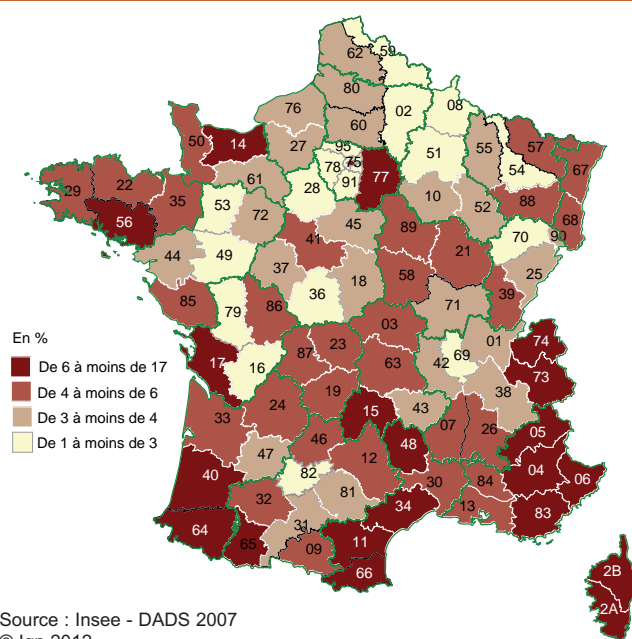 62 59
80
02 08
76
60
50 14 27 95 51 55 57
78 75 54 67
29 22 61 28 91 77
35 53 10 52 88
56 72 68
45 89 70 90
44 49 41 21
37 18 58 25
85 79 86 36 71 39
03
En %
De 6 à moins de 17
De 4 à moins de 6
De 3 à moins de 4
De 1 à moins de 3
17 16 87 23 63 42 69 01 74
73
33 24 19 15 43 38
07 26
46 48 05
47 12
40 82 30 84 04 06
32 81 34 13 83
64 65 31 09 11
66
2B
2A
Source : Insee - DADS 2007